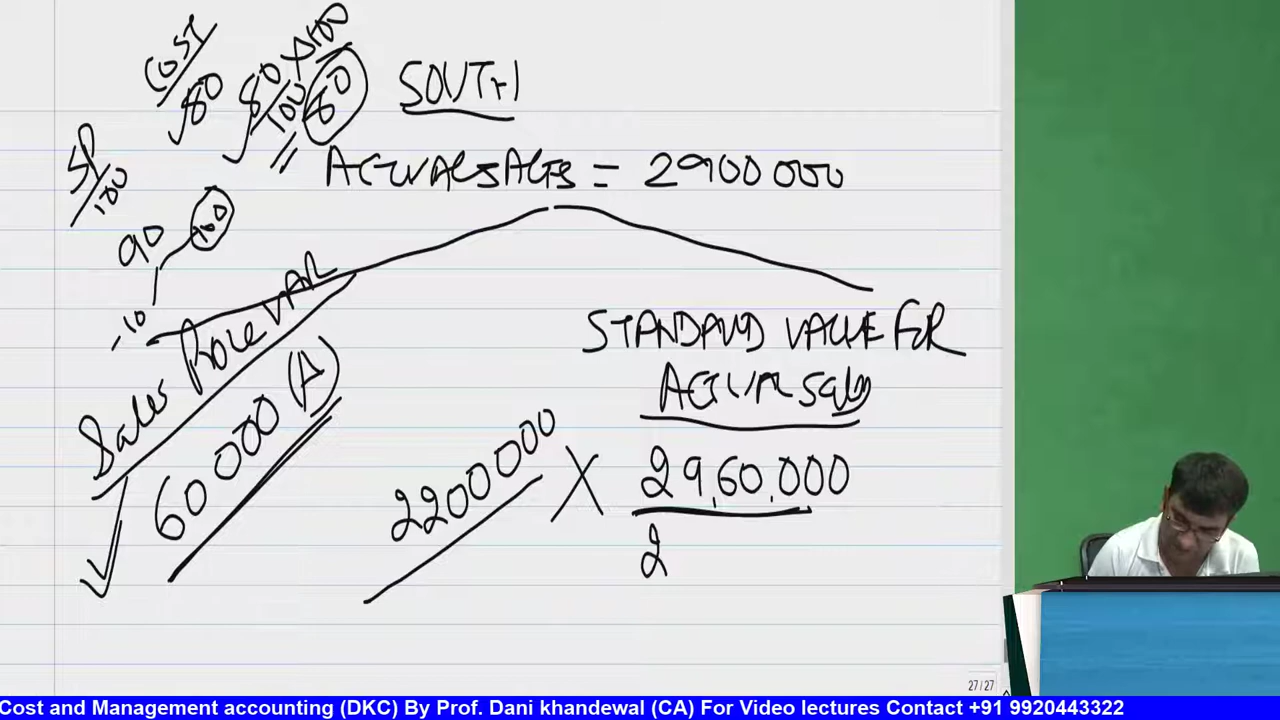 COST
80
80 × 100
100 80
SOUTH
SP
100
= ACTUAL SALES = 2900000
90 100
-10
Sales Price VAR
60000 (A)
STANDARD VALUE FOR
ACTUAL Sales
2200000 × 29,60,000
2
27/27
Cost and Management accounting (DKC) By Prof. Dani khandewal (CA) For Video lectures Contact +91 9920443322